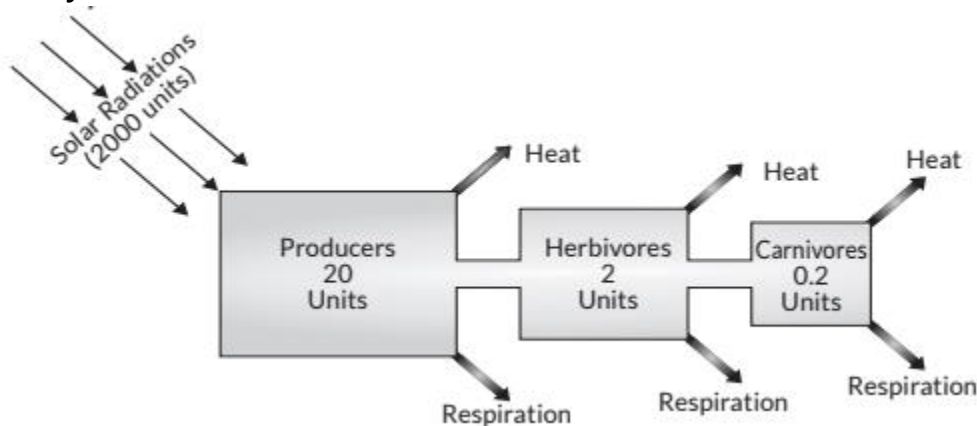 Solar Radiations
(2000 units)
Heat
Heat
Heat
Producers
20
Units
Herbivores
2
Units
Carnivores
0.2
Units
Respiration
Respiration
Respiration